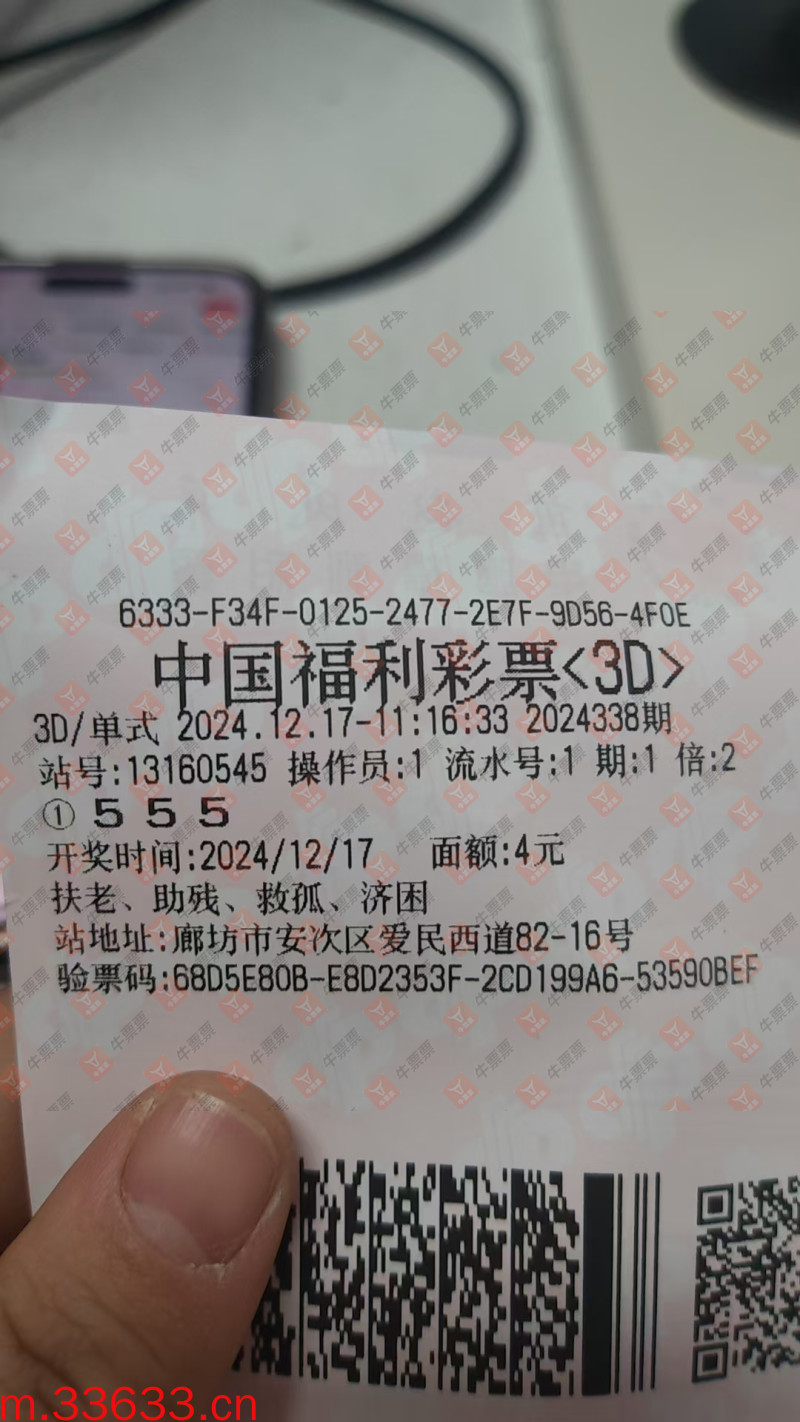 6333-F34F-0125-2477-2E7F-9D56-4F0E
中国福利彩票<3D>
3D/单式 2024.12.17-11:16:33 2024338期
站号:13160545 操作员:1 流水号:1 期:1 倍:2
① 5 5 5
开奖时间:2024/12/17 面额:4元
扶老、助残、救孤、济困
站地址:廊坊市安次区爱民西道82-16号
验票码:68D5E80B-E8D2353F-2CD199A6-53590BEF
牛票票
m.33633.cn